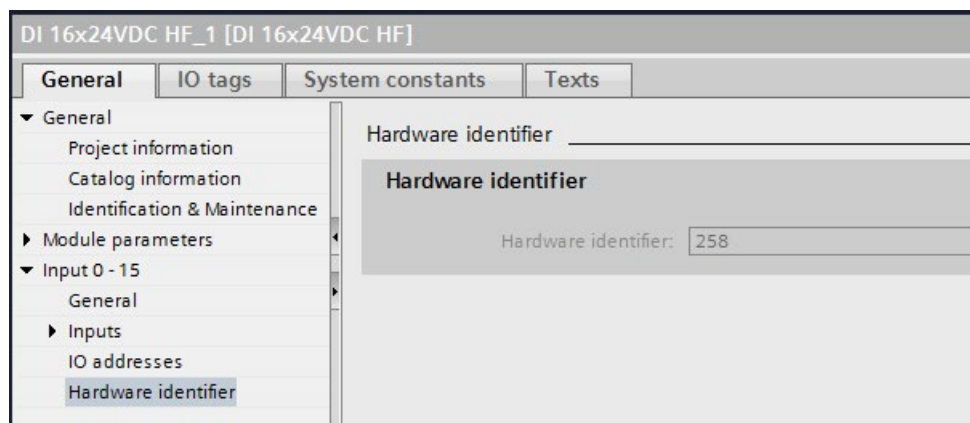 DI 16x24VDC HF_1 [DI 16x24VDC HF]
General IO tags System constants Texts
General
Project information
Catalog information
Identification & Maintenance
Module parameters
Input 0 - 15
General
Inputs
IO addresses
Hardware identifier
Hardware identifier
Hardware identifier
Hardware identifier: 258